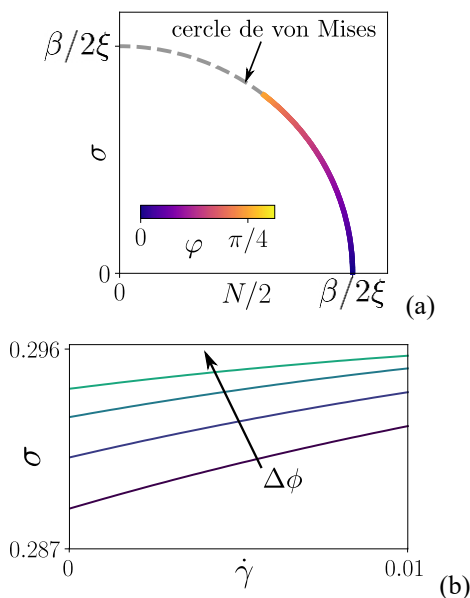 cercle de von Mises
β/2ξ
σ
0
φ
π/4
0
0
N/2
β/2ξ
(a)
0.296
σ
Δϕ
0.287
0
γ̇
0.01
(b)